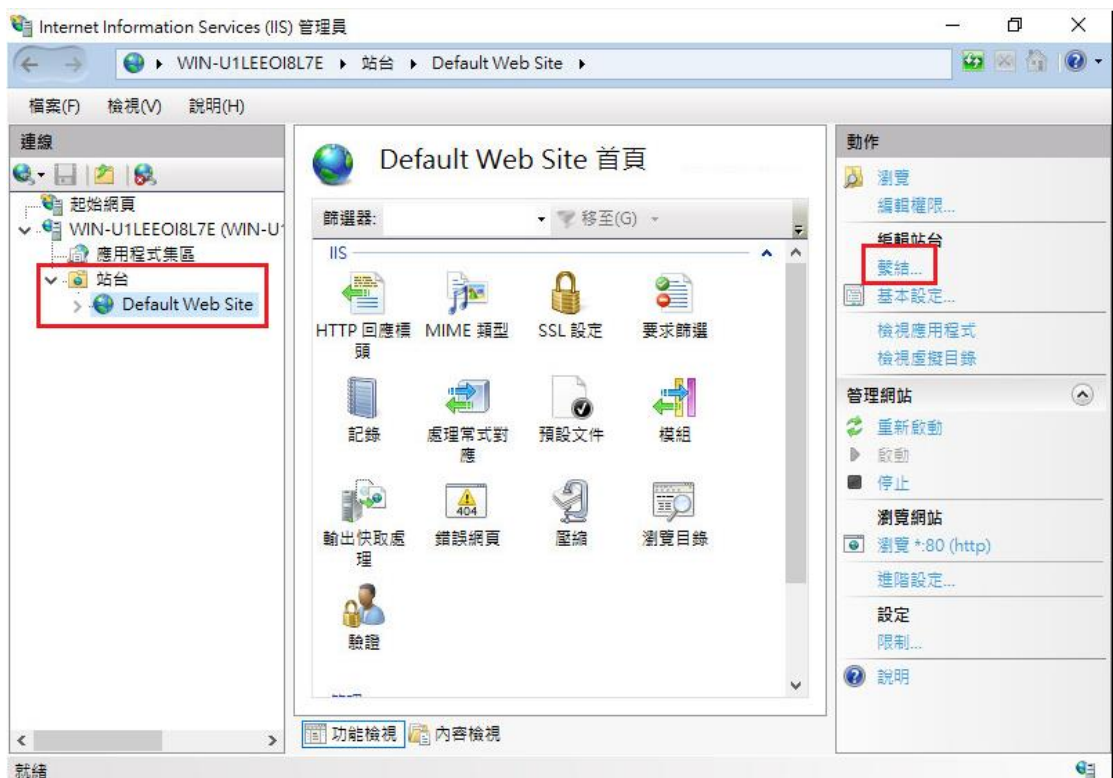 Internet Information Services (IIS) 管理員
WIN-U1LEEOI8L7E ▸ 站台 ▸ Default Web Site ▸
檔案(F) 檢視(V) 說明(H)
連線
起始網頁
WIN-U1LEEOI8L7E (WIN-U1
應用程式集區
站台
Default Web Site
Default Web Site 首頁
篩選器:
移至(G)
IIS
HTTP 回應標頭
MIME 類型
SSL 設定
要求篩選
記錄
處理常式對應
預設文件
模組
輸出快取處理
404
錯誤網頁
壓縮
瀏覽目錄
驗證
功能檢視
內容檢視
動作
瀏覽
編輯權限...
編輯站台
繫結...
基本設定...
檢視應用程式
檢視虛擬目錄
管理網站
重新啟動
啟動
停止
瀏覽網站
瀏覽 *:80 (http)
進階設定...
設定
限制...
說明
就緒